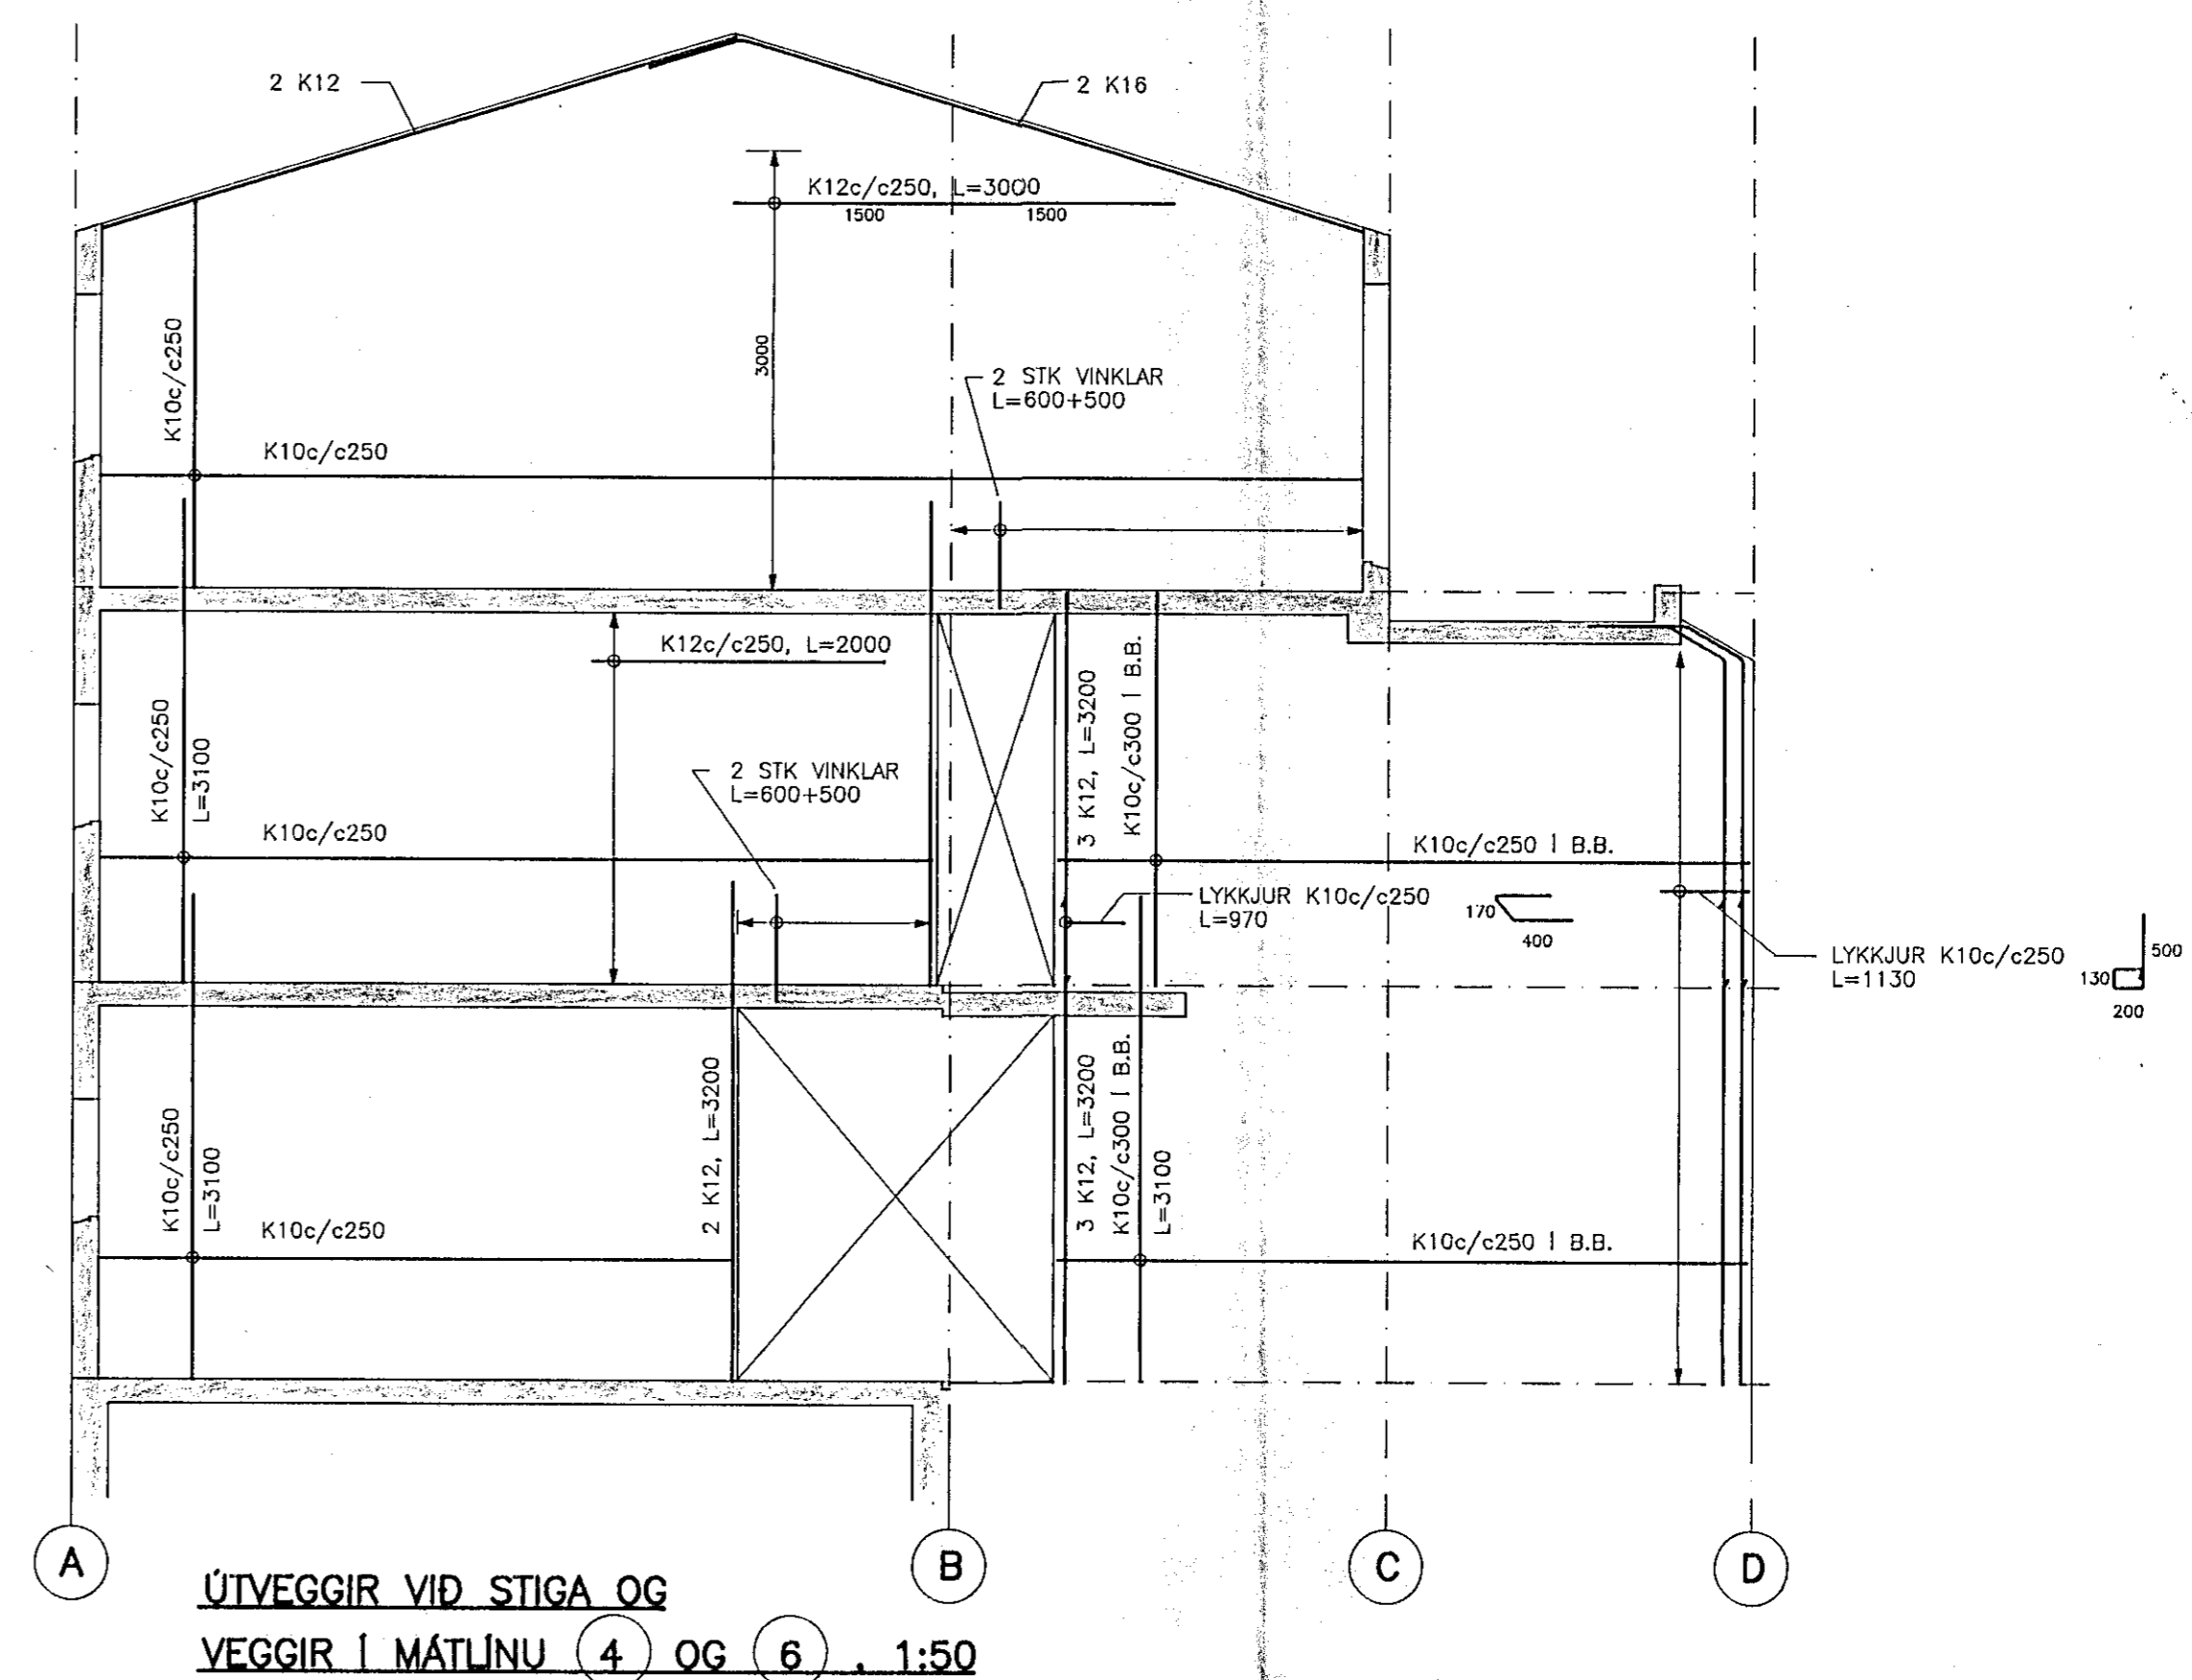 2 K12
2 K16
K12c/c250, L=3000
1500
1500
K10c/c250
3000
2 STK VINKLAR
L=600+500
K10c/c250
K12c/c250, L=2000
K10c/c250
L=3100
2 STK VINKLAR
L=600+500
3 K12, L=3200
K10c/c300 Í B.B.
K10c/c250
K10c/c250 Í B.B.
LYKKJUR K10c/c250
L=970
170
400
LYKKJUR K10c/c250
L=1130
500
130
200
K10c/c250
L=3100
2 K12, L=3200
3 K12, L=3200
K10c/c300 Í B.B.
L=3100
K10c/c250
K10c/c250 Í B.B.
A
B
C
D
ÚTVEGGIR VIÐ STIGA OG
VEGGIR Í MÁTLÍNU 4 OG 6 . 1:50